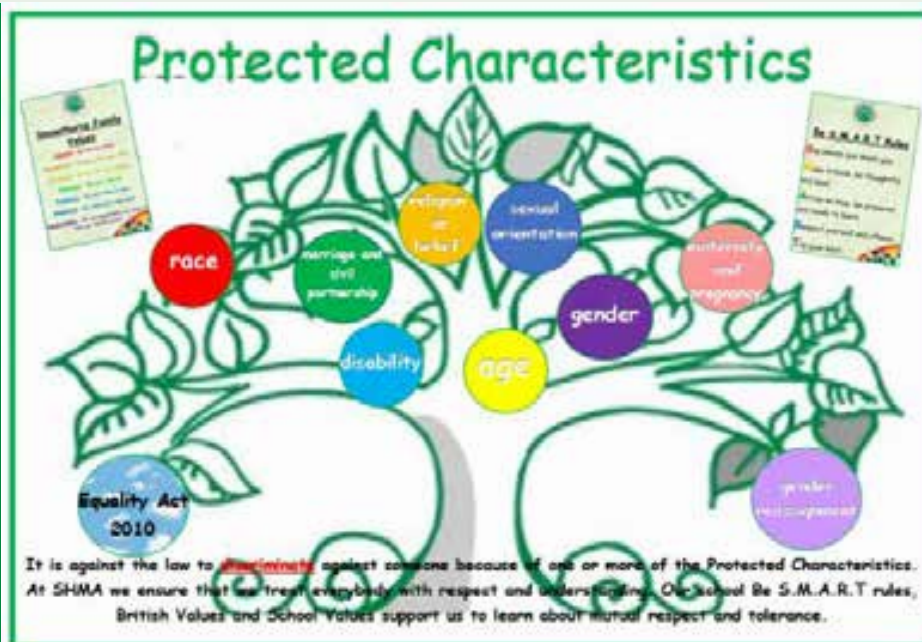 Protected Characteristics
Values
Be S.M.A.R.T Rules
religion
or
belief
sexual
orientation
race
marriage and
civil
partnership
maternity
and
pregnancy
gender
disability
age
Equality Act
2010
gender
reassignment
It is against the law to discriminate against someone because of one or more of the Protected Characteristics.
At SHMA we ensure that we treat everybody with respect and understanding. Our school Be S.M.A.R.T rules,
British Values and School Values support us to learn about mutual respect and tolerance.